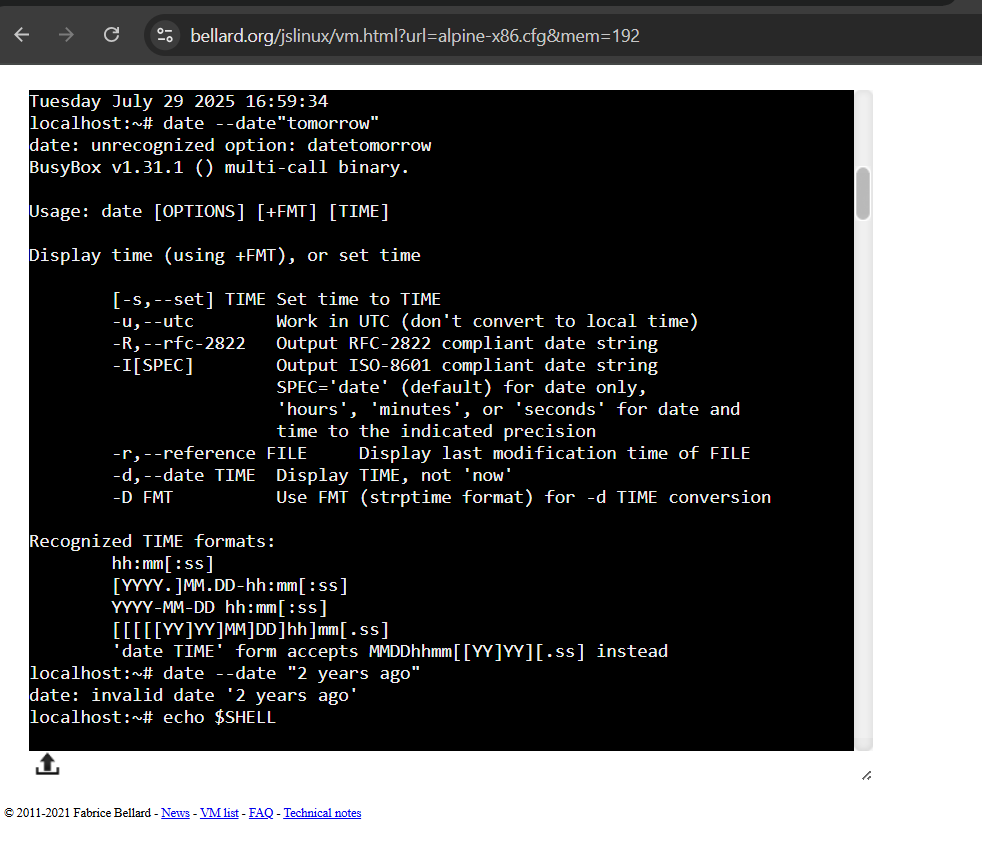 bellard.org/jslinux/vm.html?url=alpine-x86.cfg&mem=192
Tuesday July 29 2025 16:59:34
localhost:~# date --date"tomorrow"
date: unrecognized option: datetomorrow
BusyBox v1.31.1 () multi-call binary.
Usage: date [OPTIONS] [+FMT] [TIME]
Display time (using +FMT), or set time
[-s,--set] TIME Set time to TIME
-u,--utc Work in UTC (don't convert to local time)
-R,--rfc-2822 Output RFC-2822 compliant date string
-I[SPEC] Output ISO-8601 compliant date string
SPEC='date' (default) for date only,
'hours', 'minutes', or 'seconds' for date and
time to the indicated precision
-r,--reference FILE Display last modification time of FILE
-d,--date TIME Display TIME, not 'now'
-D FMT Use FMT (strptime format) for -d TIME conversion
Recognized TIME formats:
hh:mm[:ss]
[YYYY.]MM.DD-hh:mm[:ss]
YYYY-MM-DD hh:mm[:ss]
[[[[[YY]YY]MM]DD]hh]mm[.ss]
'date TIME' form accepts MMDDhhmm[[YY]YY][.ss] instead
localhost:~# date --date "2 years ago"
date: invalid date '2 years ago'
localhost:~# echo $SHELL
© 2011-2021 Fabrice Bellard - News - VM list - FAQ - Technical notes